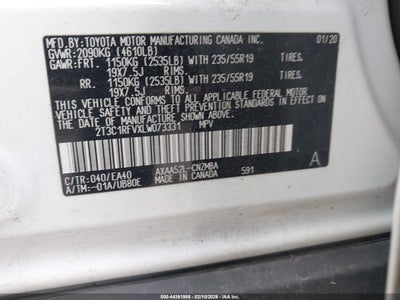 MFD. BY: TOYOTA MOTOR MANUFACTURING CANADA INC. 01/20
GVWR: 2090KG (4610LB)
GAWR: FRT. 1150KG (2535LB) WITH 235/55R19 TIRES,
19X7.5J RIMS,
RR. 1150KG (2535LB) WITH 235/55R19 TIRES,
19X7.5J RIMS,
THIS VEHICLE CONFORMS TO ALL APPLICABLE FEDERAL MOTOR
VEHICLE SAFETY AND THEFT PREVENTION STANDARDS IN
EFFECT ON THE DATE OF MANUFACTURE SHOWN ABOVE.
2T3C1RFVXLW073331 MPV
C/TR: 040/EA40 AXAA52L-CNZMBA 591
A/TM: -01A/UB80E MADE IN CANADA
A
000-44361988 - 02/10/2026 - IAAI.COM